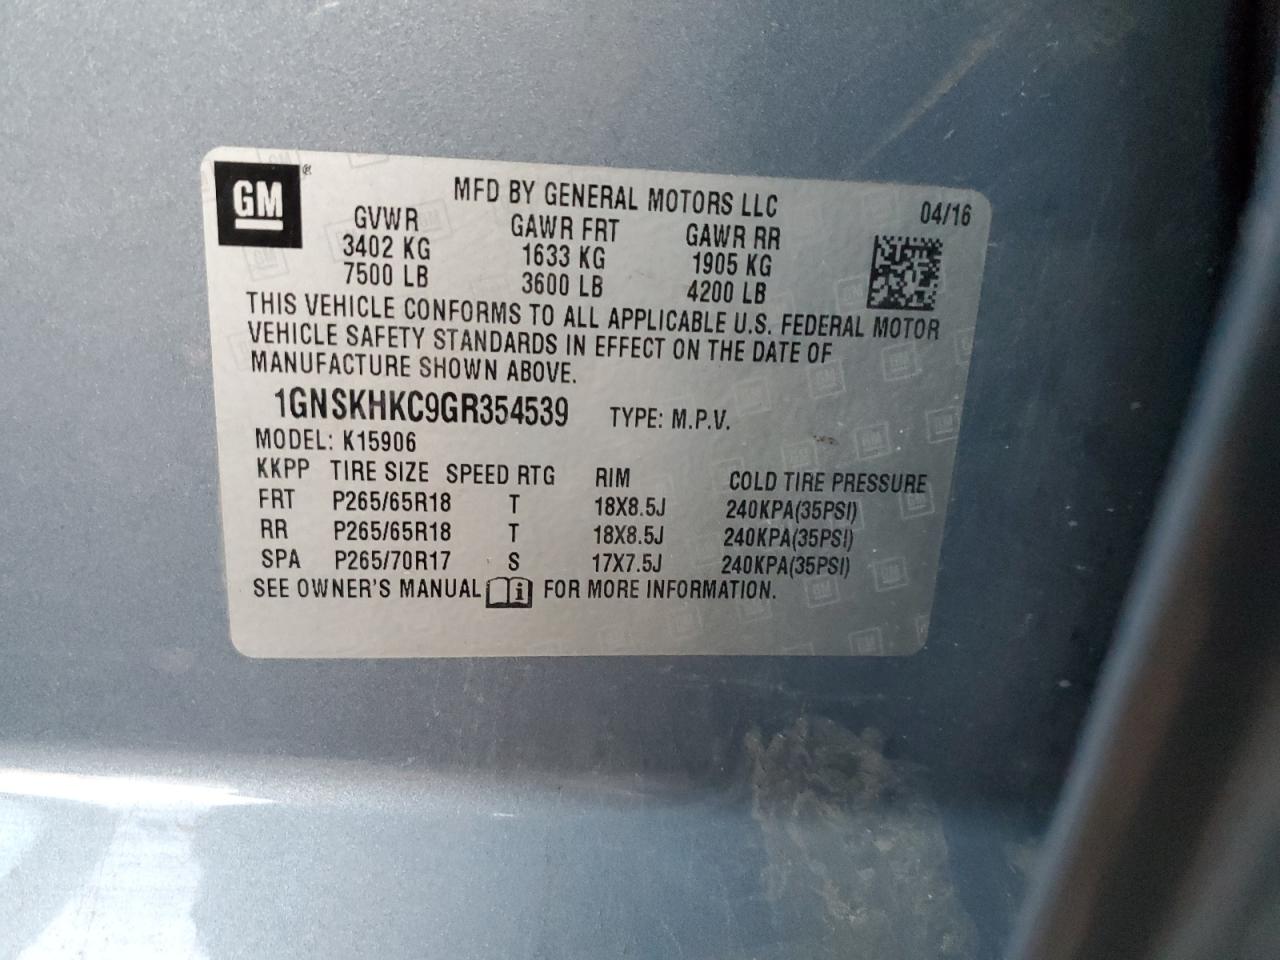 GM ® MFD BY GENERAL MOTORS LLC 04/16
GVWR GAWR FRT GAWR RR
3402 KG 1633 KG 1905 KG
7500 LB 3600 LB 4200 LB
THIS VEHICLE CONFORMS TO ALL APPLICABLE U.S. FEDERAL MOTOR
VEHICLE SAFETY STANDARDS IN EFFECT ON THE DATE OF
MANUFACTURE SHOWN ABOVE.
1GNSKHKC9GR354539 TYPE: M.P.V.
MODEL: K15906
KKPP TIRE SIZE SPEED RTG RIM COLD TIRE PRESSURE
FRT P265/65R18 T 18X8.5J 240KPA(35PSI)
RR P265/65R18 T 18X8.5J 240KPA(35PSI)
SPA P265/70R17 S 17X7.5J 240KPA(35PSI)
SEE OWNER'S MANUAL i FOR MORE INFORMATION.